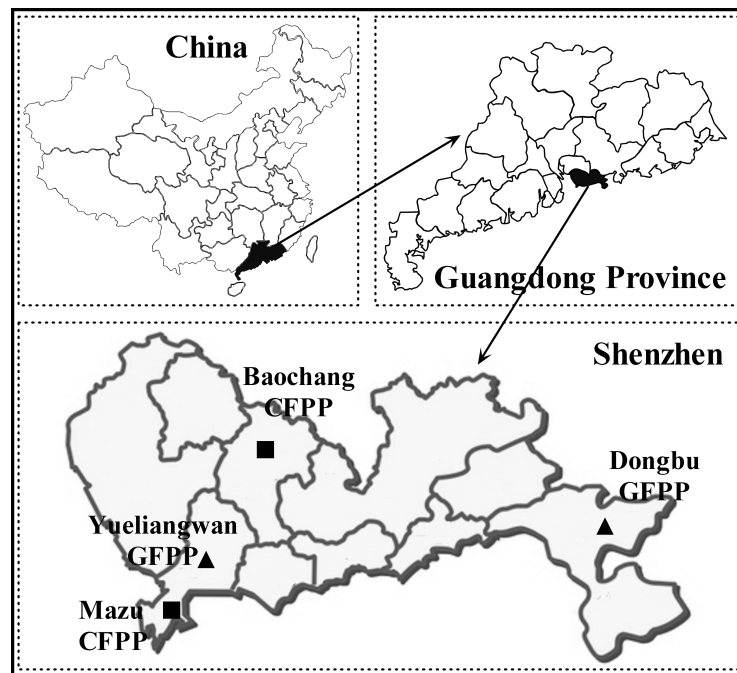 China
Guangdong Province
Shenzhen
Baochang
CFPP
Dongbu
GFPP
Yueliangwan
GFPP
Mazu
CFPP